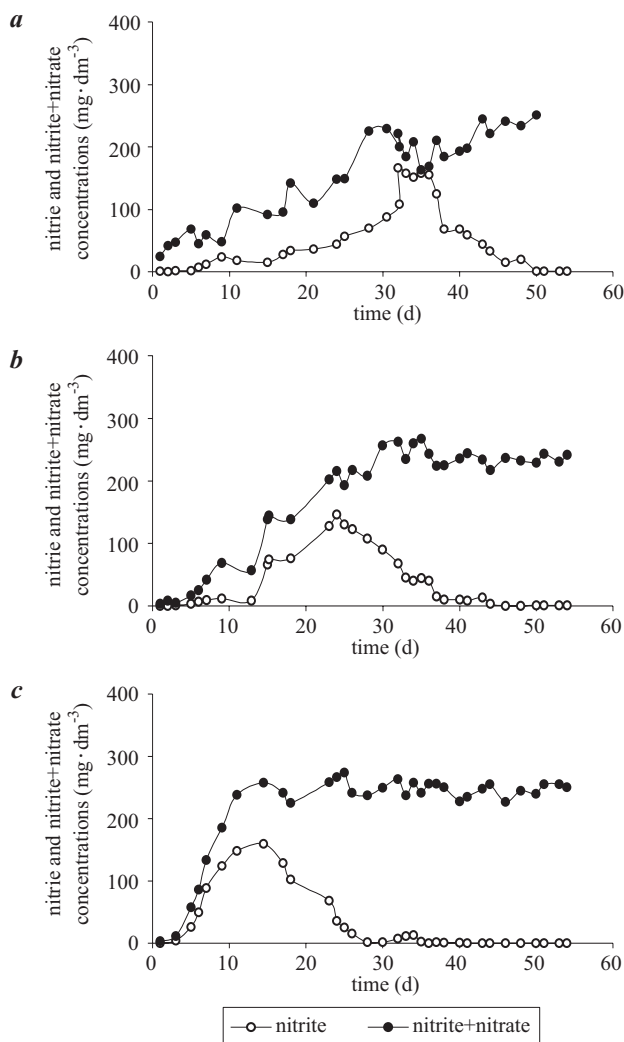 a
400
300
200
100
0
0 10 20 30 40 50 60
time (d)
nitrie and nitrite+nitrate
concentrations (mg·dm-3)
b
400
300
200
100
0
0 10 20 30 40 50 60
time (d)
nitrie and nitrite+nitrate
concentrations (mg·dm-3)
c
400
300
200
100
0
0 10 20 30 40 50 60
time (d)
nitrie and nitrite+nitrate
concentrations (mg·dm-3)
nitrite nitrite+nitrate